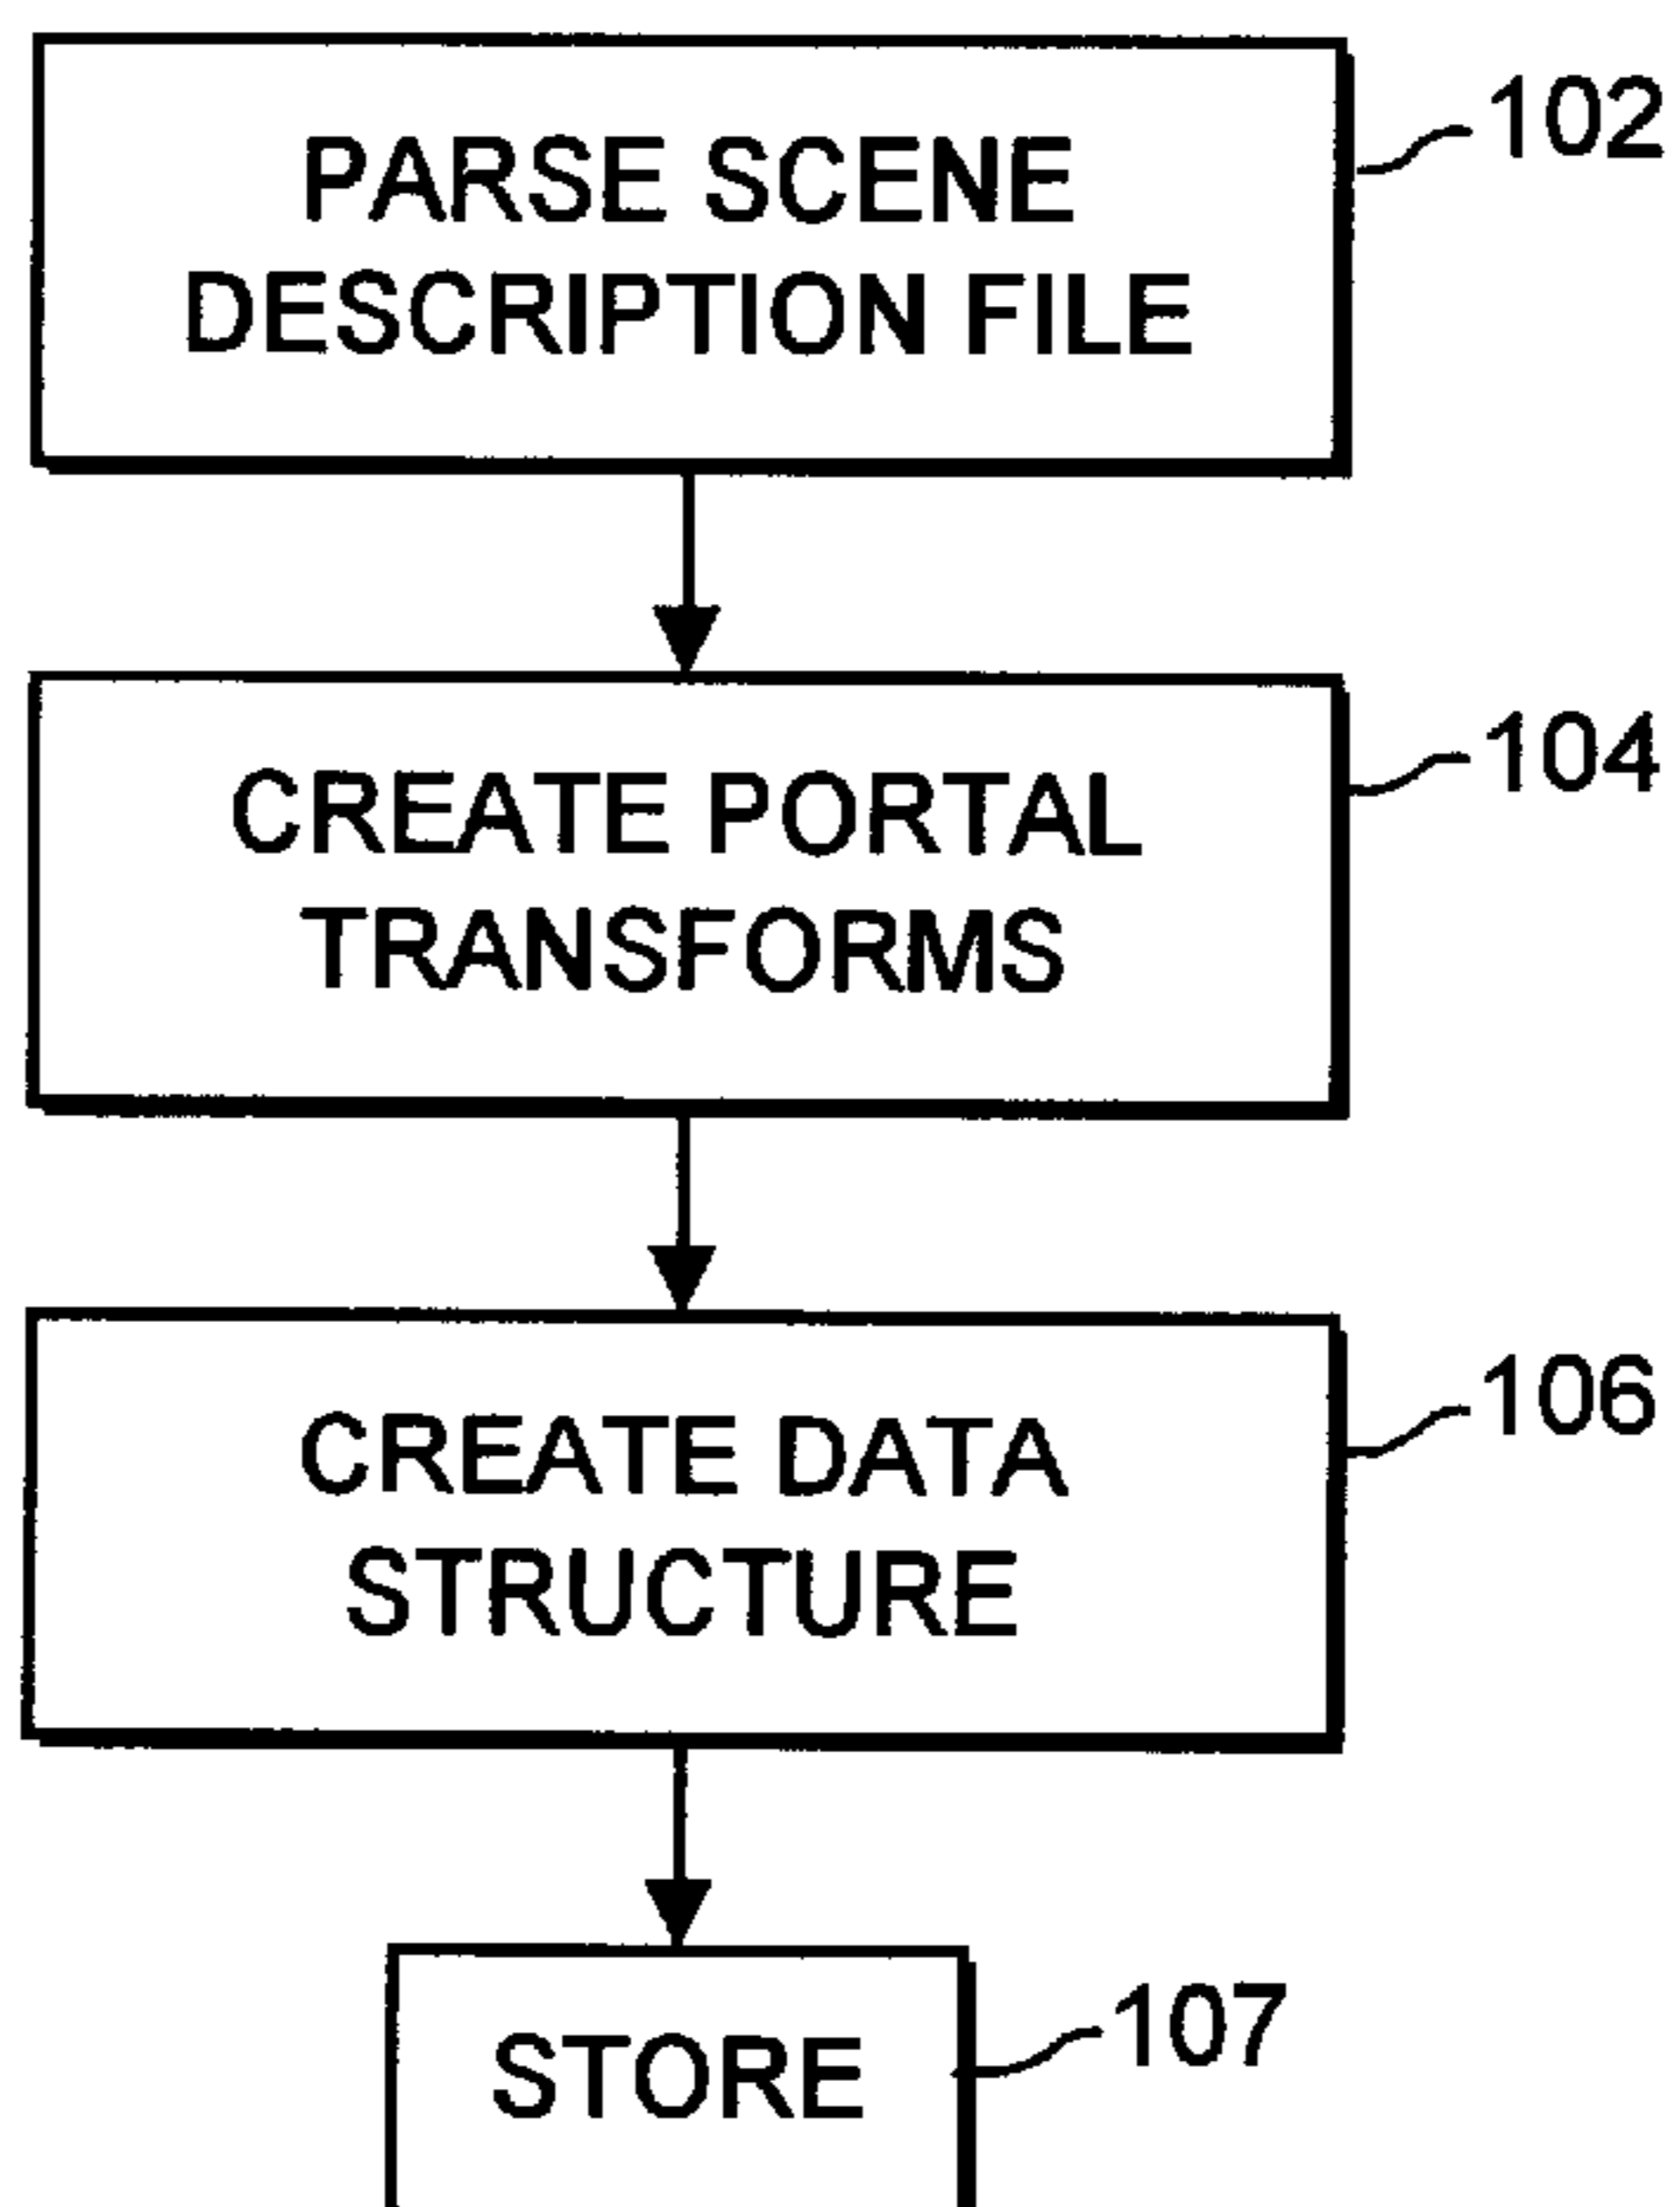 PARSE SCENE
DESCRIPTION FILE
102
CREATE PORTAL
TRANSFORMS
104
CREATE DATA
STRUCTURE
106
STORE
107